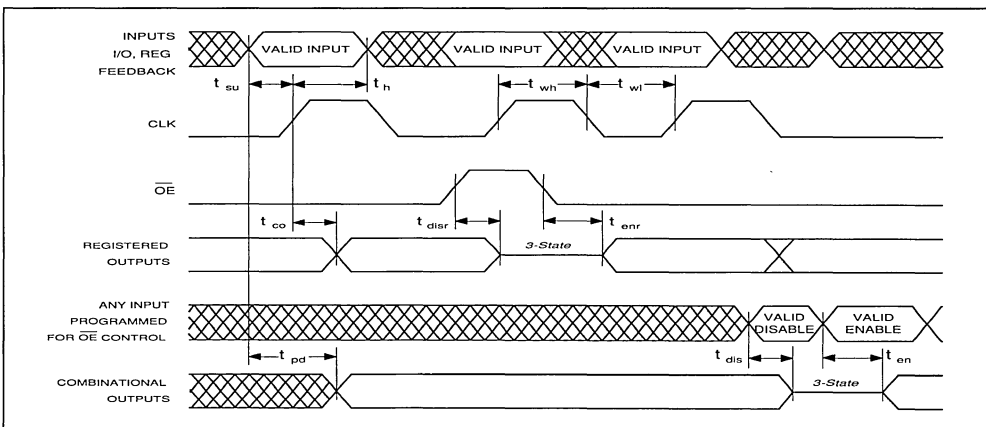 INPUTS
I/O, REG
FEEDBACK
VALID INPUT
VALID INPUT
VALID INPUT
t su
t h
t wh
t wl
CLK
OE
t co
t disr
t enr
REGISTERED
OUTPUTS
3-State
ANY INPUT
PROGRAMMED
FOR OE CONTROL
VALID
DISABLE
VALID
ENABLE
t pd
t dis
t en
COMBINATIONAL
OUTPUTS
3-State